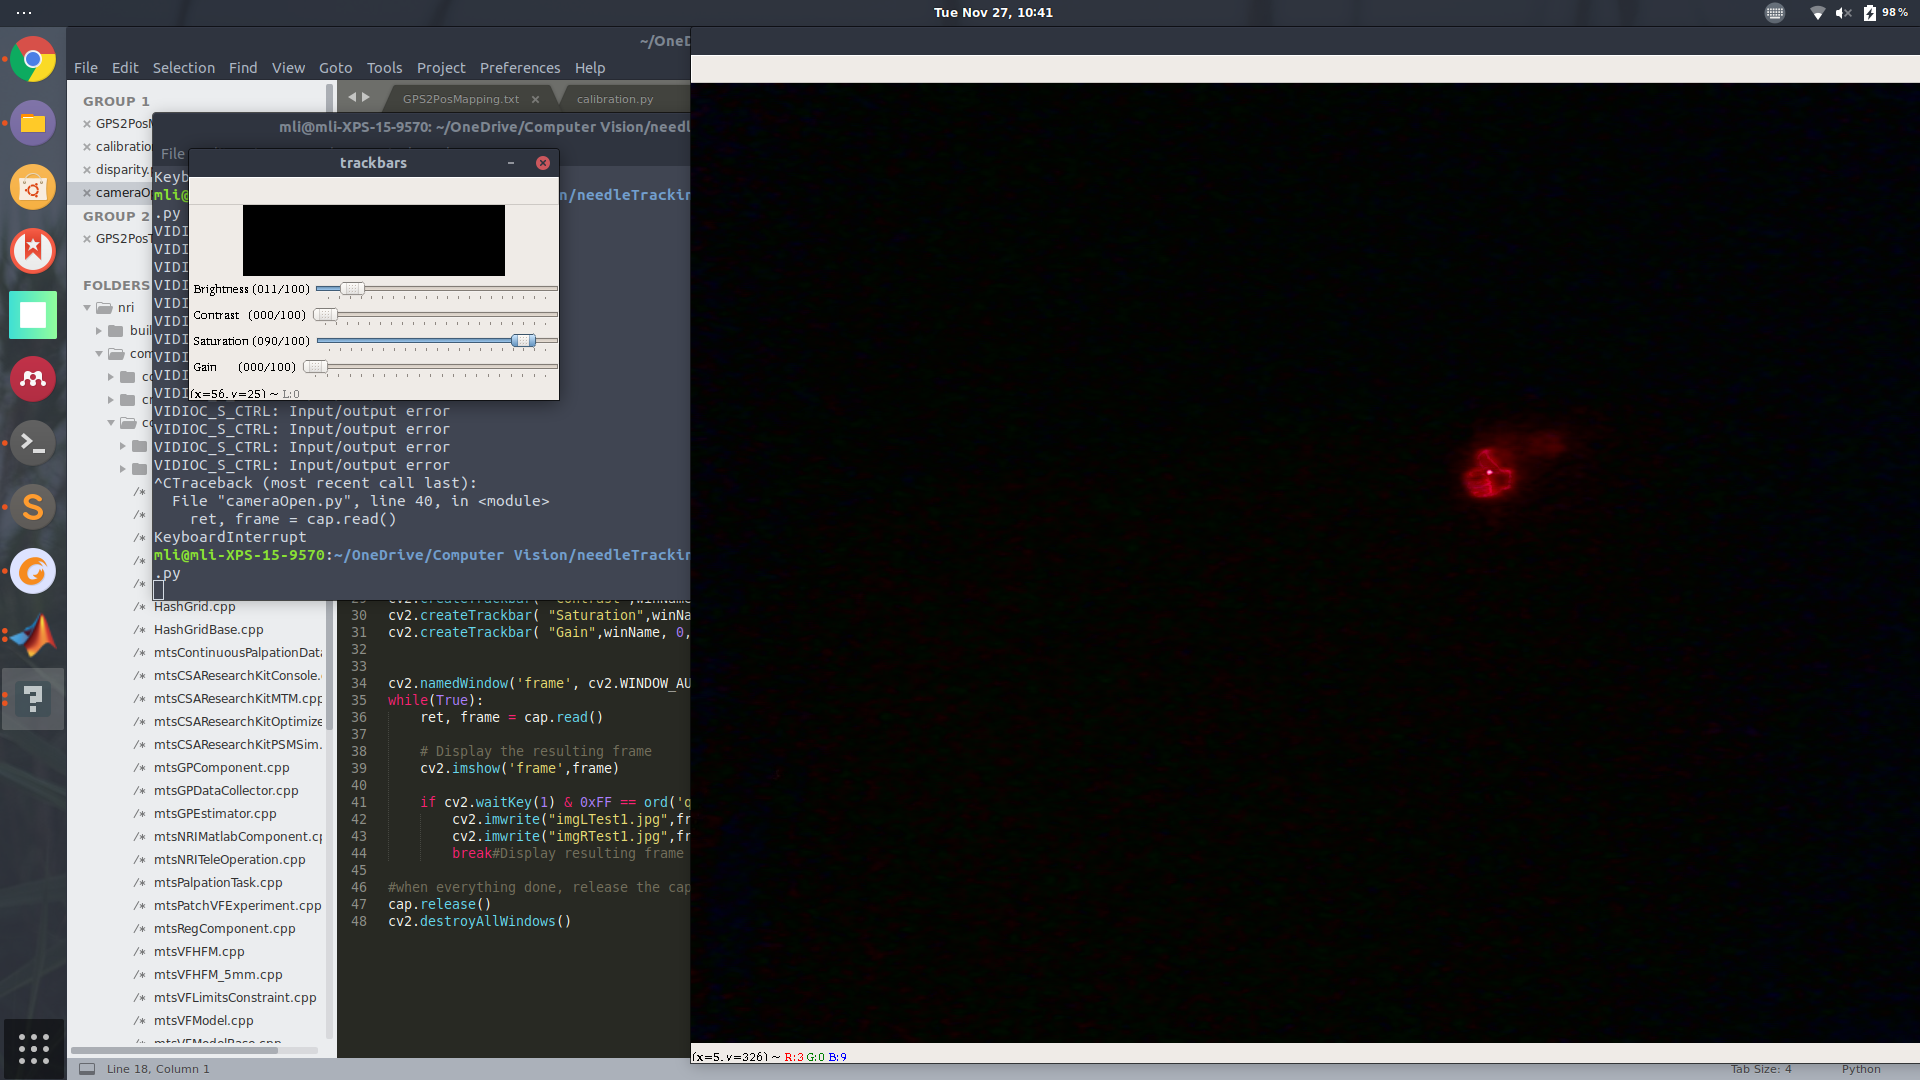 Tue Nov 27, 10:41
98%
~/OneD
File Edit Selection Find View Goto Tools Project Preferences Help
GROUP 1
GPS2PosMapping.txt
calibration.py
GPS2PosM
calibratio
disparity.
cameraO
GROUP 2
GPS2PosT
FOLDERS
nri
buil
com
mli@mli-XPS-15-9570: ~/OneDrive/Computer Vision/needl
File
trackbars
Keyb
mli@
n/needleTrackin
.py
VIDI
VIDI
VIDI
VIDI
VIDI
VIDI
VIDI
VIDI
VIDI
VIDI
Brightness (011/100)
Contrast (000/100)
Saturation (090/100)
Gain (000/100)
(x=56, y=25) ~ L:0
VIDIOC_S_CTRL: Input/output error
VIDIOC_S_CTRL: Input/output error
VIDIOC_S_CTRL: Input/output error
VIDIOC_S_CTRL: Input/output error
^CTraceback (most recent call last):
File "cameraOpen.py", line 40, in <module>
ret, frame = cap.read()
KeyboardInterrupt
mli@mli-XPS-15-9570:~/OneDrive/Computer Vision/needleTrackin
.py
/* HashGrid.cpp
/* HashGridBase.cpp
/* mtsContinuousPalpationData
/* mtsCSAResearchKitConsole.
/* mtsCSAResearchKitMTM.cpp
/* mtsCSAResearchKitOptimize
/* mtsCSAResearchKitPSMSim.
/* mtsGPComponent.cpp
/* mtsGPDataCollector.cpp
/* mtsGPEstimator.cpp
/* mtsNRIMatlabComponent.cp
/* mtsNRITeleOperation.cpp
/* mtsPalpationTask.cpp
/* mtsPatchVFExperiment.cpp
/* mtsRegComponent.cpp
/* mtsVFHFM.cpp
/* mtsVFHFM_5mm.cpp
/* mtsVFLimitsConstraint.cpp
/* mtsVFModel.cpp
/* mtsVFModelBase.cpp
29 cv2.createTrackbar( "Contrast",winName
30 cv2.createTrackbar( "Saturation",winNa
31 cv2.createTrackbar( "Gain",winName, 0,
32
33
34 cv2.namedWindow('frame', cv2.WINDOW_AU
35 while(True):
36 ret, frame = cap.read()
37
38 # Display the resulting frame
39 cv2.imshow('frame',frame)
40
41 if cv2.waitKey(1) & 0xFF == ord('q
42 cv2.imwrite("imgLTest1.jpg",fr
43 cv2.imwrite("imgRTest1.jpg",fr
44 break#Display resulting frame
45
46 #when everything done, release the cap
47 cap.release()
48 cv2.destroyAllWindows()
(x=5, y=326) ~ R:3 G:0 B:9
Line 18, Column 1
Tab Size: 4
Python